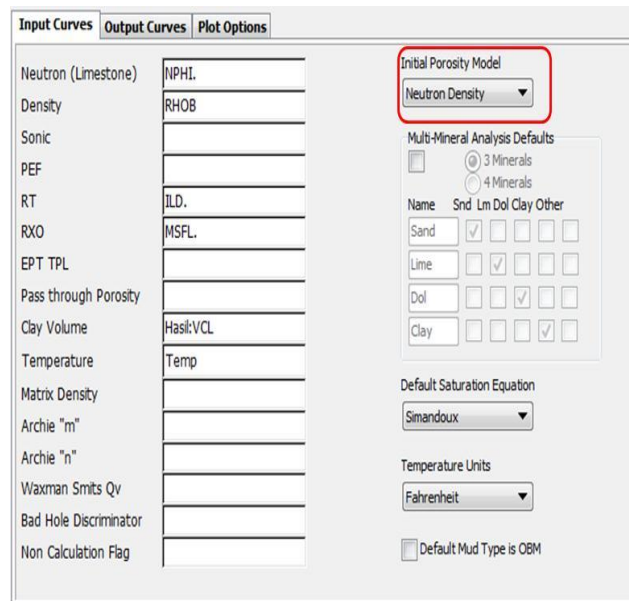 Input Curves Output Curves Plot Options
Neutron (Limestone) NPHI.
Density RHOB
Sonic
PEF
RT ILD.
RXO MSFL.
EPT TPL
Pass through Porosity
Clay Volume Hasil:VCL
Temperature Temp
Matrix Density
Archie "m"
Archie "n"
Waxman Smits Qv
Bad Hole Discriminator
Non Calculation Flag
Initial Porosity Model
Neutron Density
Multi-Mineral Analysis Defaults
3 Minerals
4 Minerals
Name Snd Lm Dol Clay Other
Sand
Lime
Dol
Clay
Default Saturation Equation
Simandoux
Temperature Units
Fahrenheit
Default Mud Type is OBM